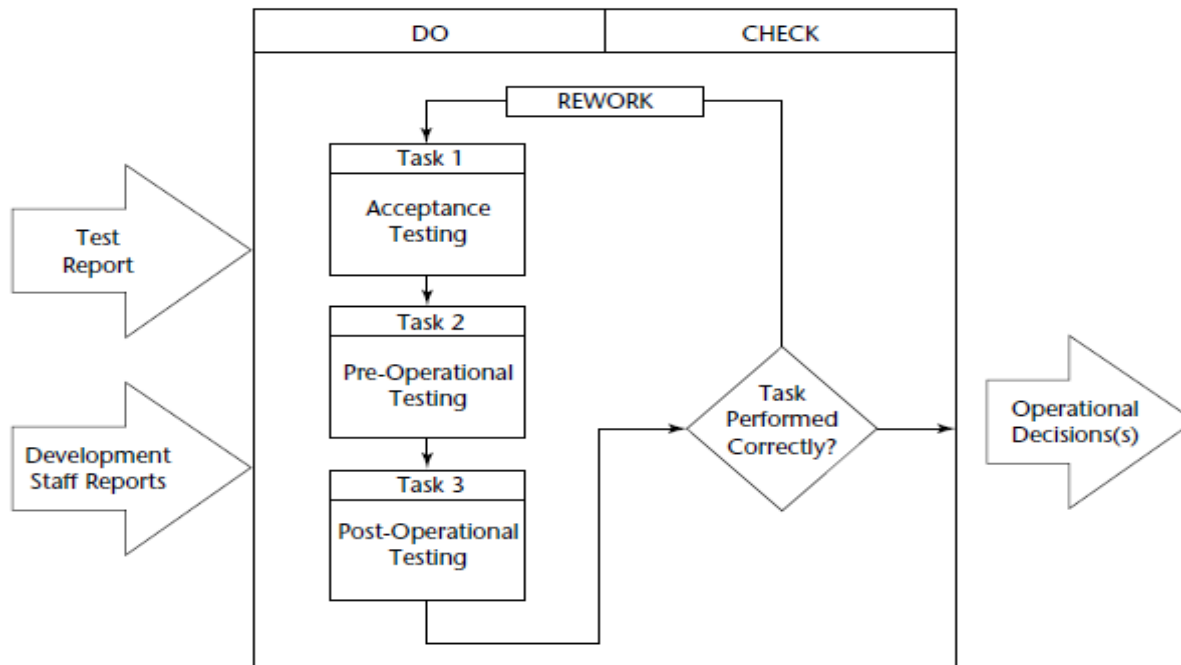 DO
CHECK
REWORK
Task 1
Acceptance
Testing
Test
Report
Task 2
Pre-Operational
Testing
Task
Performed
Correctly?
Operational
Decisions(s)
Development
Staff Reports
Task 3
Post-Operational
Testing